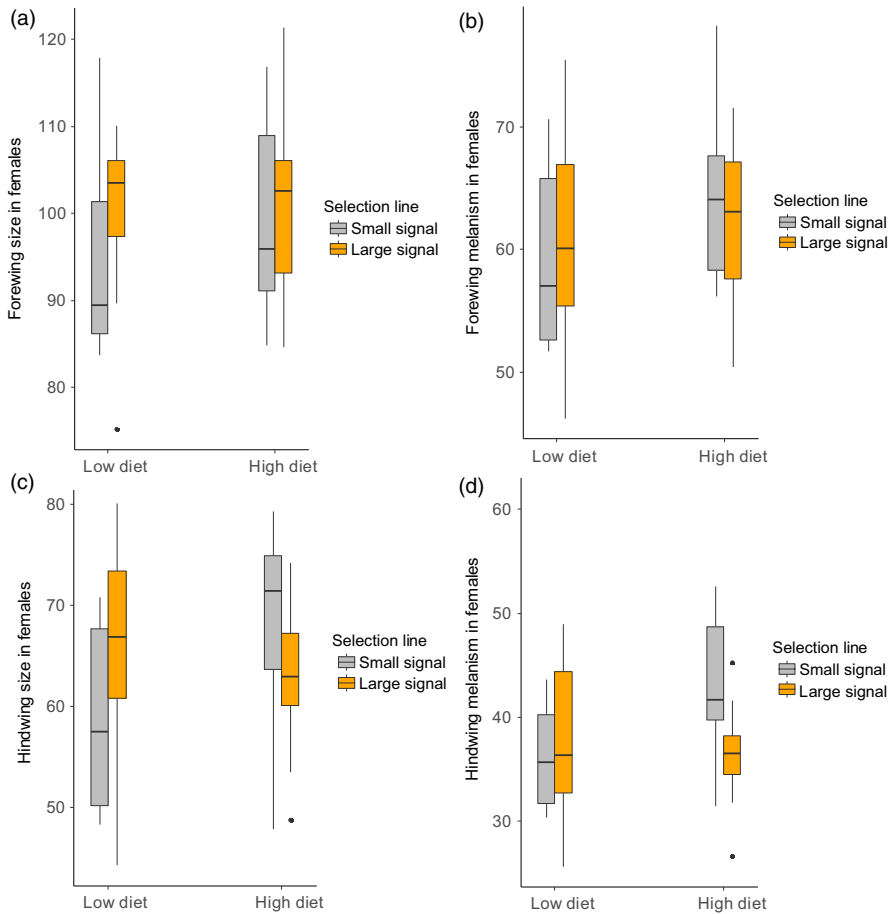 (a)
120
110
100
90
80
Forewing size in females
Low diet
High diet
Selection line
Small signal
Large signal
(b)
70
60
50
Forewing melanism in females
Low diet
High diet
Selection line
Small signal
Large signal
(c)
80
70
60
50
Hindwing size in females
Low diet
High diet
Selection line
Small signal
Large signal
(d)
60
50
40
30
Hindwing melanism in females
Low diet
High diet
Selection line
Small signal
Large signal